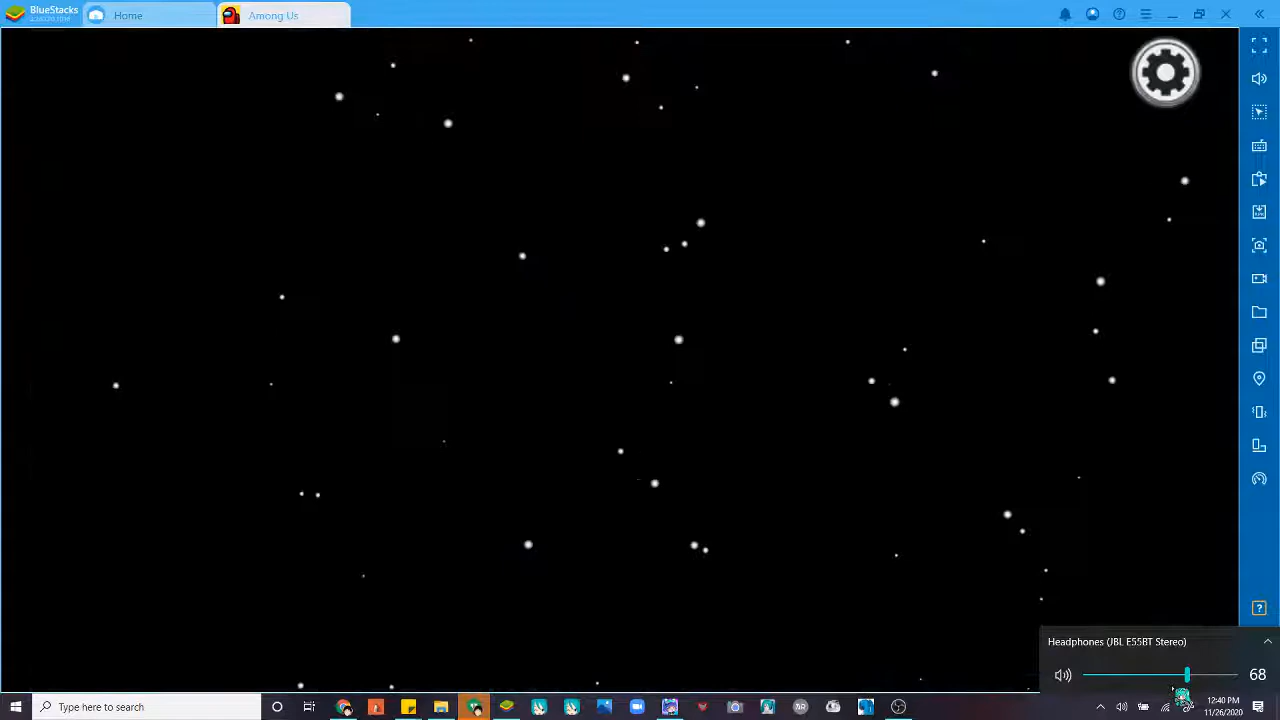 BlueStacks
Home
Among Us
Headphones (JBL E55BT Stereo)
68
Type here to search
12:40 PM
11/26/2020